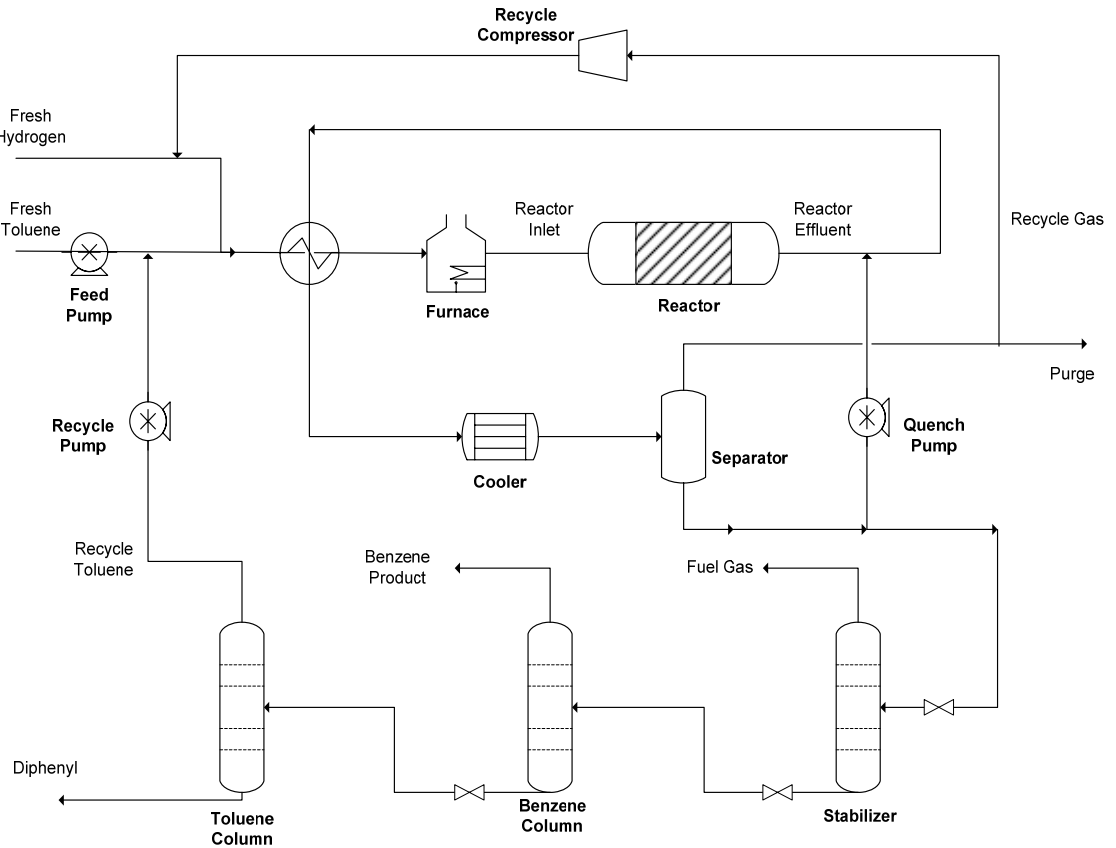 Recycle
Compressor
Fresh
Hydrogen
Fresh
Toluene
Reactor
Inlet
Reactor
Effluent
Recycle Gas
Feed
Pump
Furnace
Reactor
Purge
Recycle
Pump
Cooler
Separator
Quench
Pump
Recycle
Toluene
Benzene
Product
Fuel Gas
Diphenyl
Toluene
Column
Benzene
Column
Stabilizer